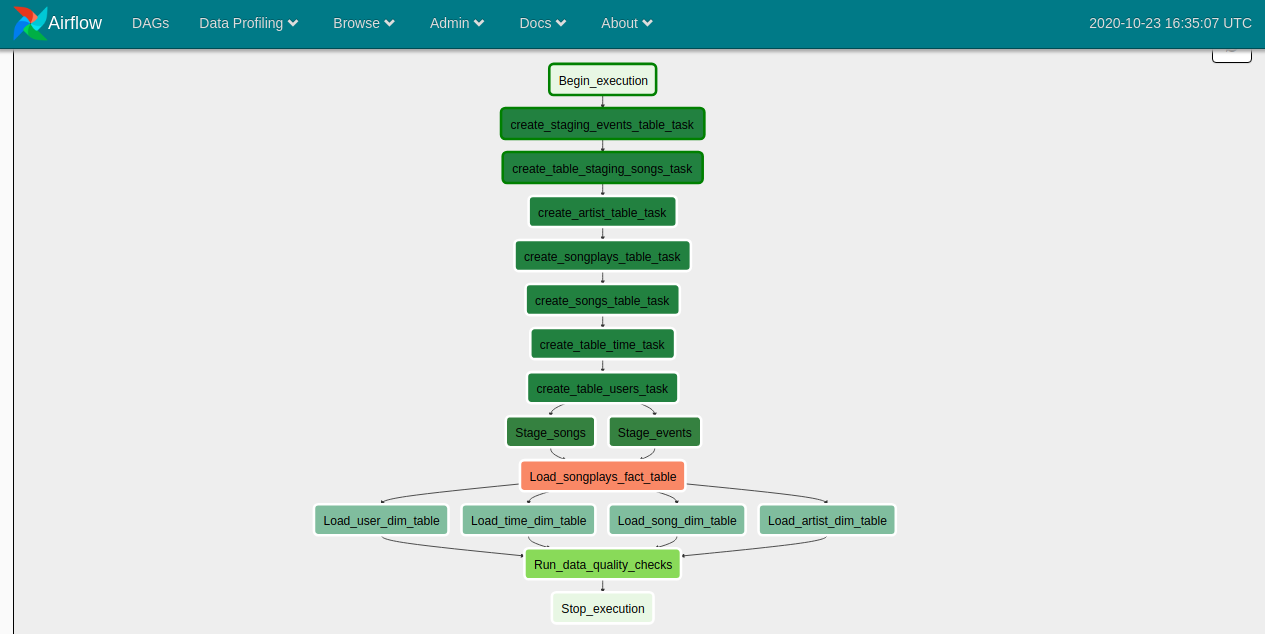 Airflow DAGs Data Profiling Browse Admin Docs About 2020-10-23 16:35:07 UTC
Begin_execution
create_staging_events_table_task
create_table_staging_songs_task
create_artist_table_task
create_songplays_table_task
create_songs_table_task
create_table_time_task
create_table_users_task
Stage_songs Stage_events
Load_songplays_fact_table
Load_user_dim_table Load_time_dim_table Load_song_dim_table Load_artist_dim_table
Run_data_quality_checks
Stop_execution